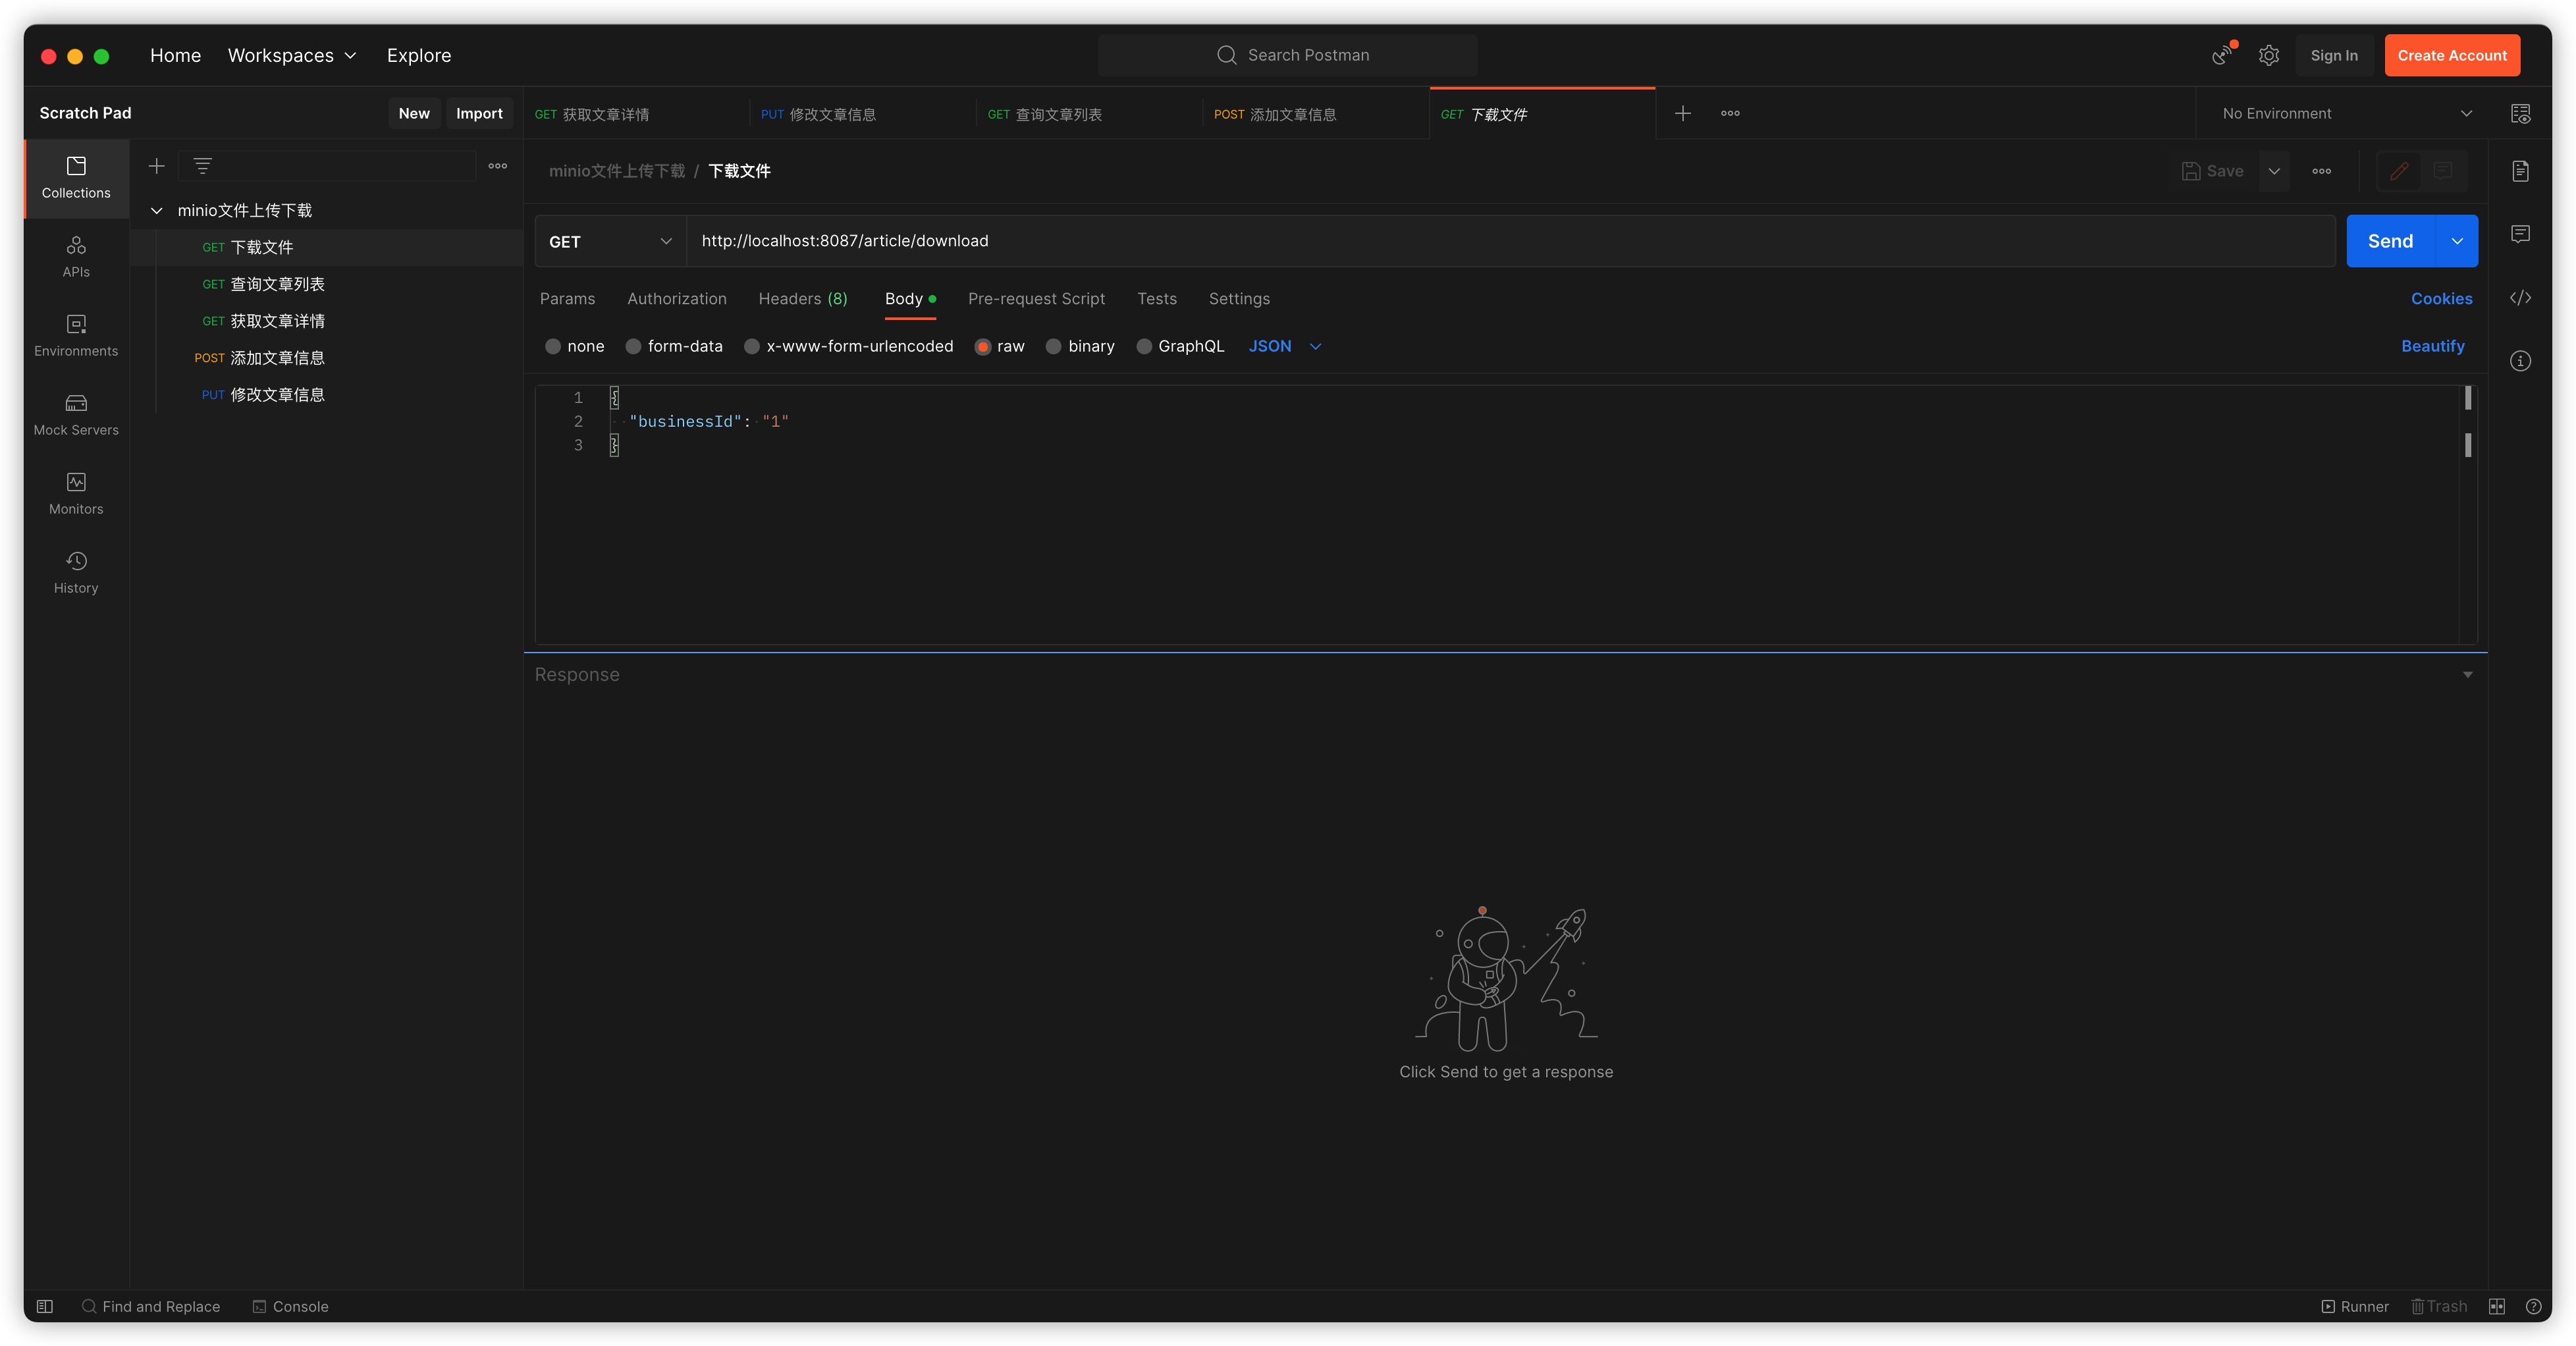 Home Workspaces Explore Search Postman Sign In Create Account
Scratch Pad New Import GET 获取文章详情 PUT 修改文章信息 GET 查询文章列表 POST 添加文章信息 GET 下载文件 No Environment
Collections
APIs
Environments
Mock Servers
Monitors
History
minio文件上传下载
GET 下载文件
GET 查询文章列表
GET 获取文章详情
POST 添加文章信息
PUT 修改文章信息
minio文件上传下载 / 下载文件 Save
GET http://localhost:8087/article/download Send
Params Authorization Headers (8) Body Pre-request Script Tests Settings Cookies
none form-data x-www-form-urlencoded raw binary GraphQL JSON Beautify
1 {
2 "businessId": "1"
3 }
Response
Click Send to get a response
Find and Replace Console Runner Trash